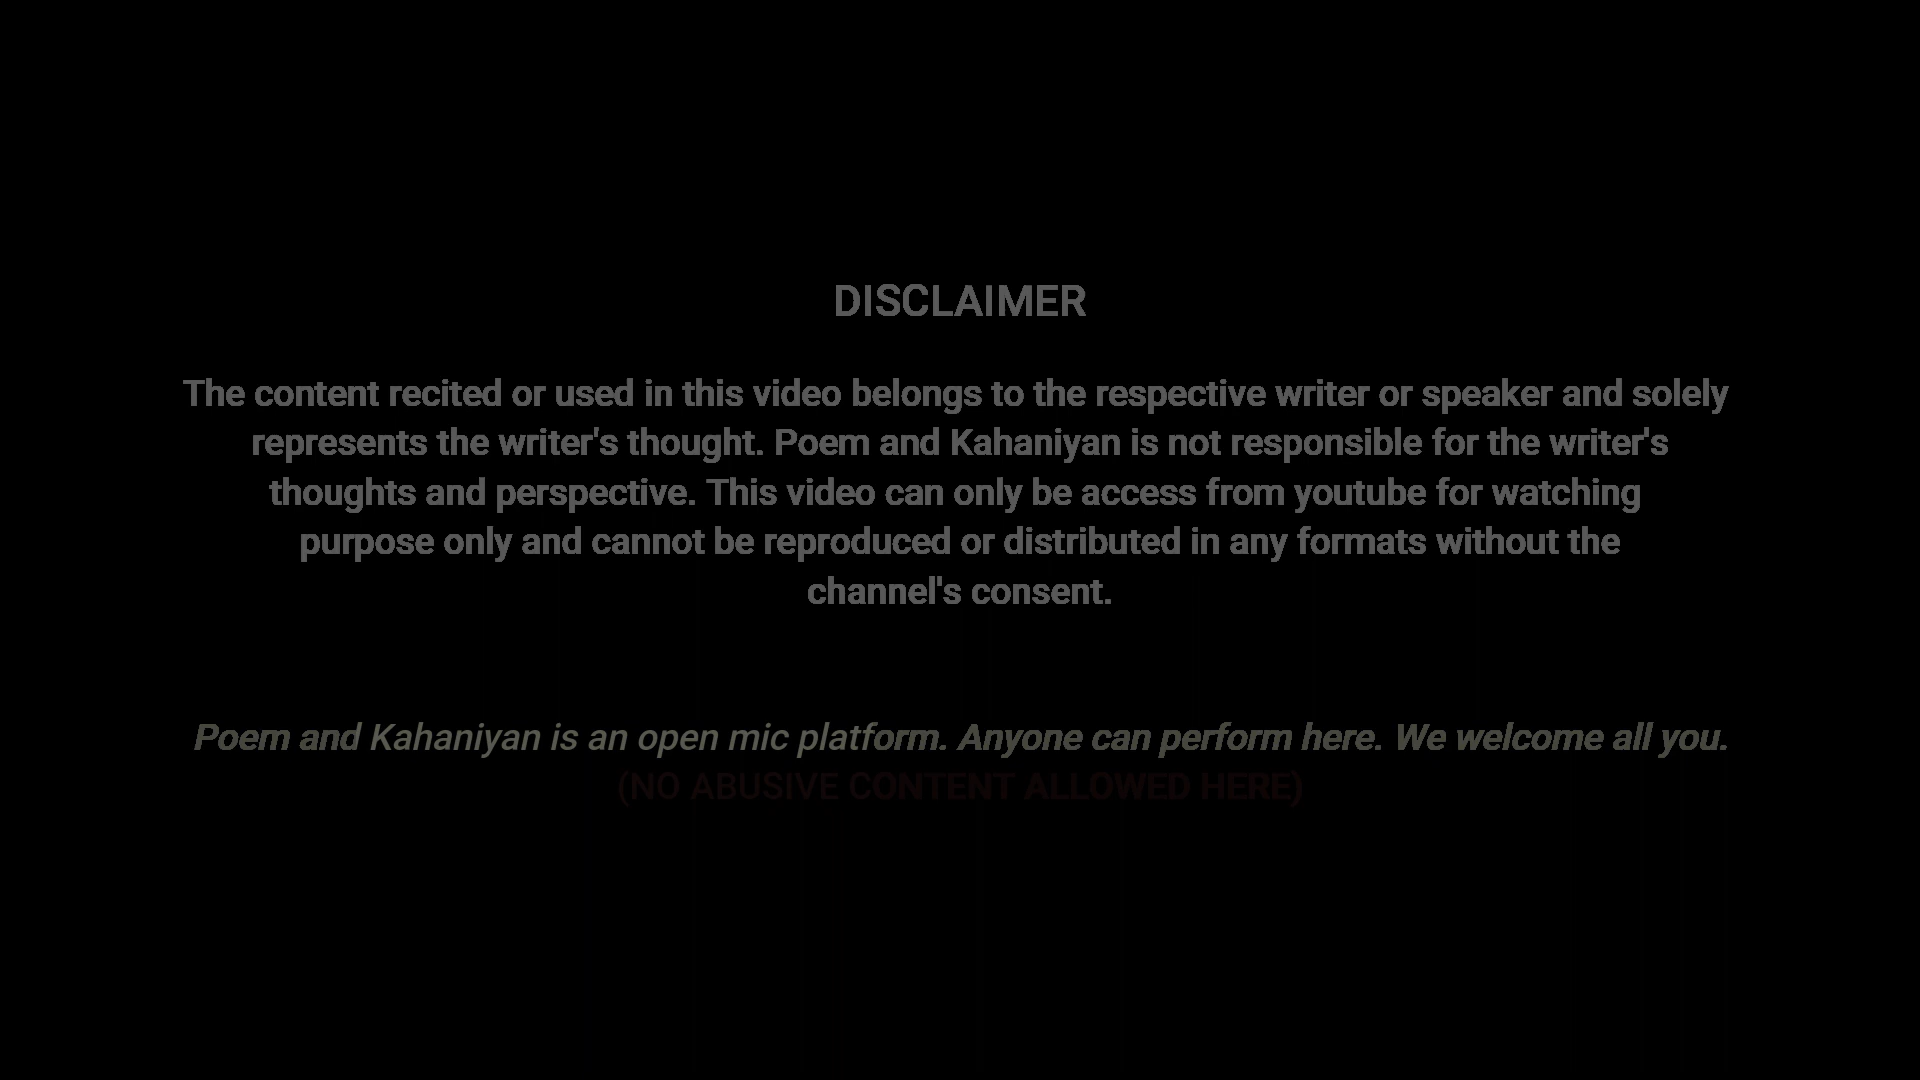 DISCLAIMER
The content recited or used in this video belongs to the respective writer or speaker and solely
represents the writer's thought. Poem and Kahaniyan is not responsible for the writer's
thoughts and perspective. This video can only be access from youtube for watching
purpose only and cannot be reproduced or distributed in any formats without the
channel's consent.
Poem and Kahaniyan is an open mic platform. Anyone can perform here. We welcome all you.
(NO ABUSIVE CONTENT ALLOWED HERE)